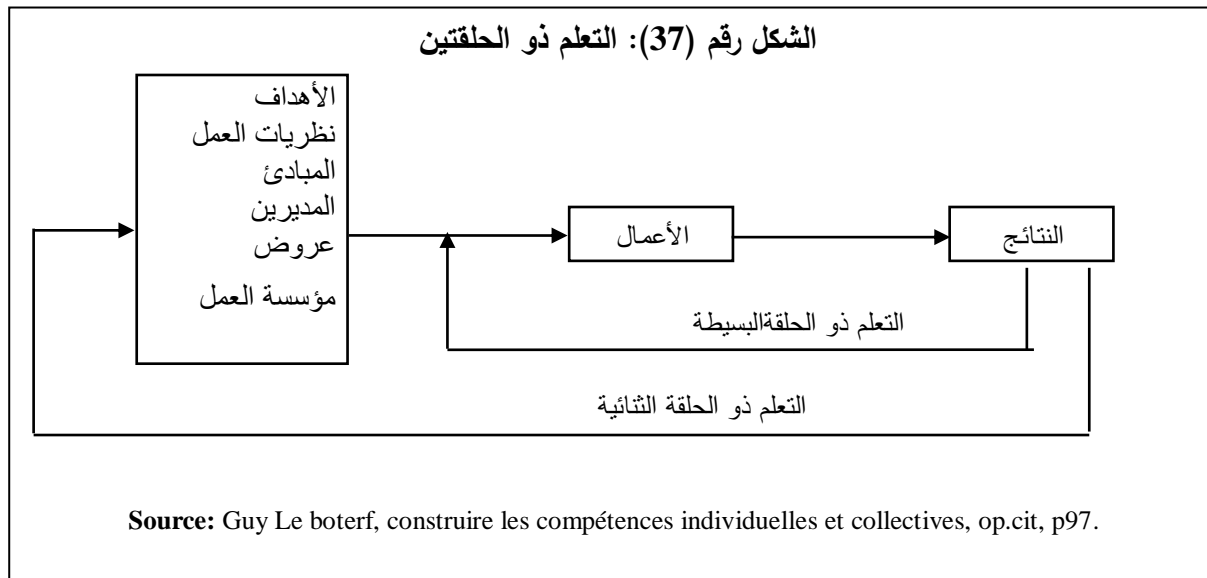 الشكل رقم (37): التعلم ذو الحلقتين
الأهداف
نظريات العمل
المبادئ
المديرين
عروض
مؤسسة العمل
الأعمال
النتائج
التعلم ذو الحلقةالبسيطة
التعلم ذو الحلقة الثنائية
Source: Guy Le boterf, construire les compétences individuelles et collectives, op.cit, p97.